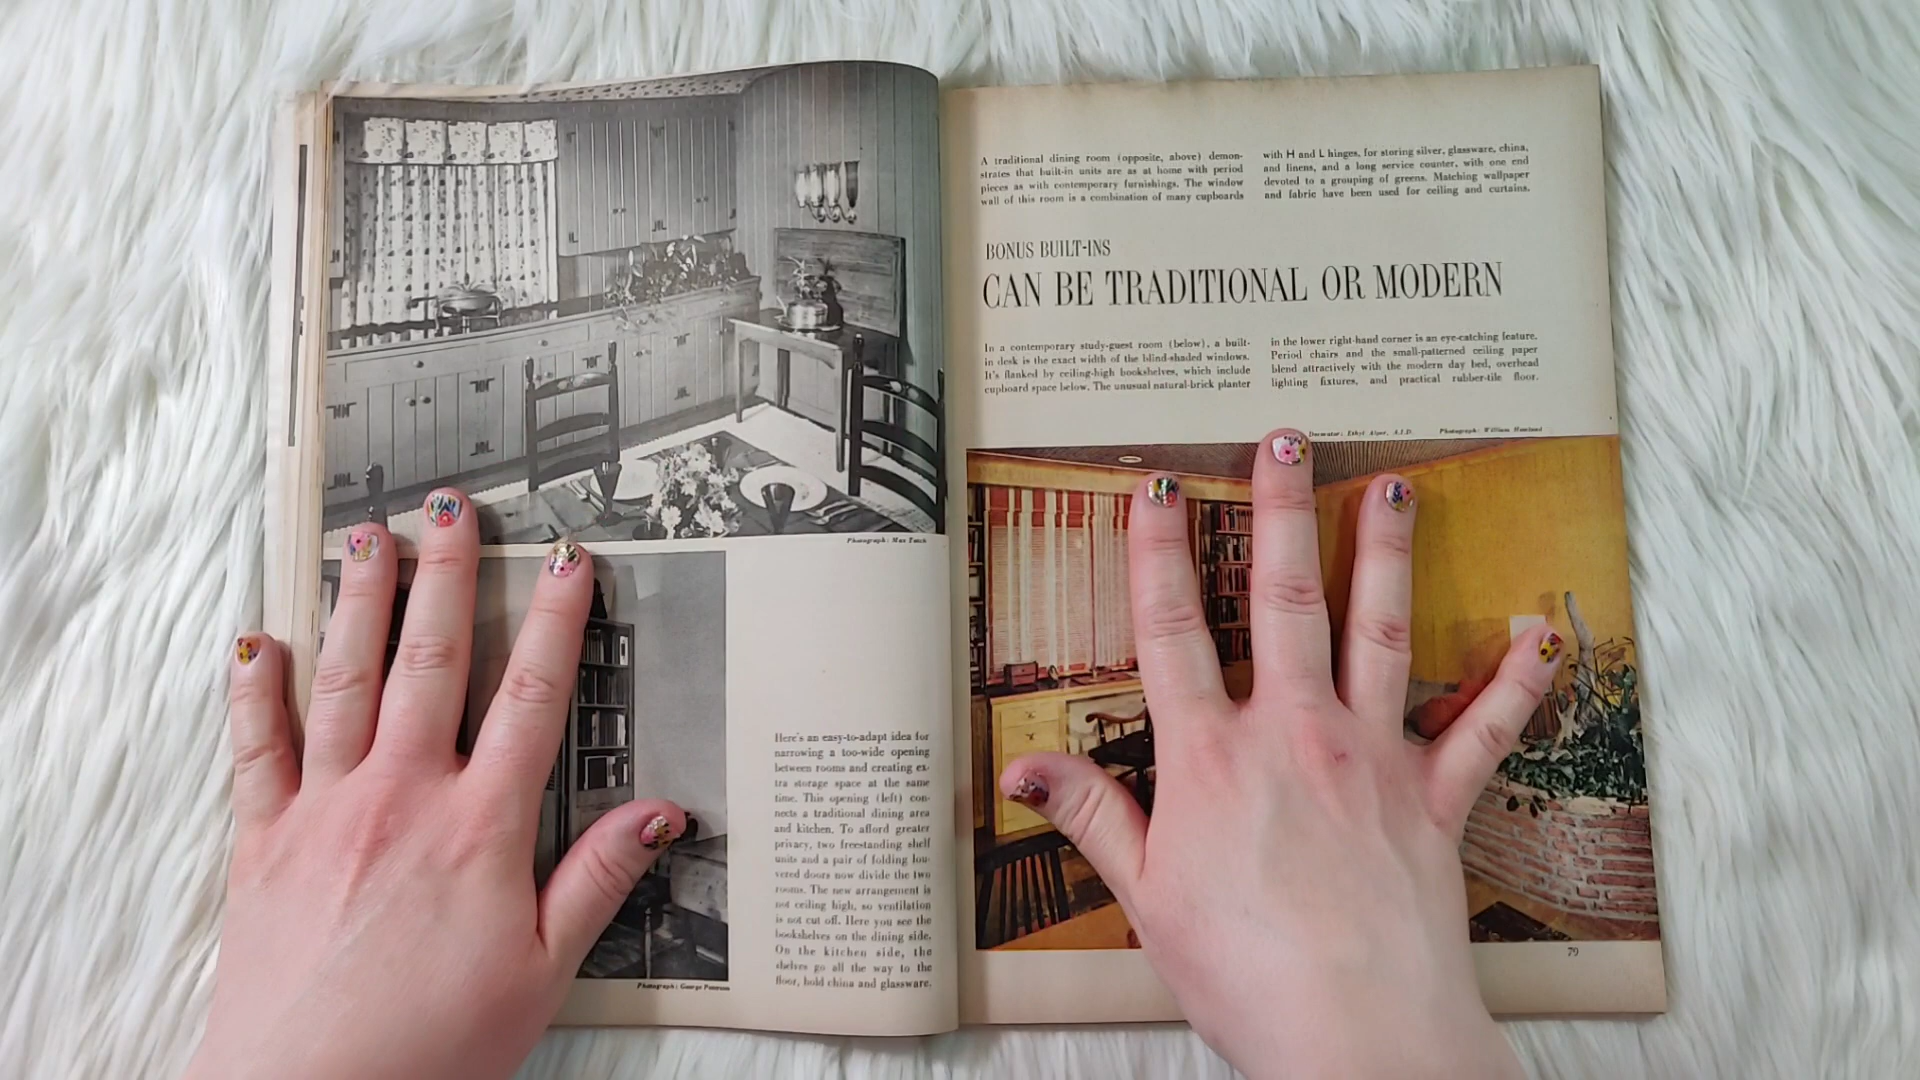 Photograph: Max Tatch
Here's an easy-to-adapt idea for
narrowing a too-wide opening
between rooms and creating ex-
tra storage space at the same
time. This opening (left) con-
nects a traditional dining area
and kitchen. To afford greater
privacy, two freestanding shelf
units and a pair of folding lou-
vered doors now divide the two
rooms. The new arrangement is
not ceiling high, so ventilation
is not cut off. Here you see the
bookshelves on the dining side.
On the kitchen side, the
shelves go all the way to the
floor, hold china and glassware.
Photograph: George
A traditional dining room (opposite, above) demon-
strates that built-in units are as at home with period
pieces as with contemporary furnishings. The window
wall of this room is a combination of many cupboards
with H and L hinges, for storing silver, glassware, china,
and linens, and a long service counter, with one end
devoted to a grouping of greens. Matching wallpaper
and fabric have been used for ceiling and curtains.
BONUS BUILT-INS
CAN BE TRADITIONAL OR MODERN
In a contemporary study-guest room (below), a built-
in desk is the exact width of the blind-shaded windows.
It's flanked by ceiling-high bookshelves, which include
cupboard space below. The unusual natural-brick planter
in the lower right-hand corner is an eye-catching feature.
Period chairs and the small-patterned ceiling paper
blend attractively with the modern day bed, overhead
lighting fixtures, and practical rubber-tile floor.
Decorator: Ethyl Alper, A.I.D.
Photograph: William
79